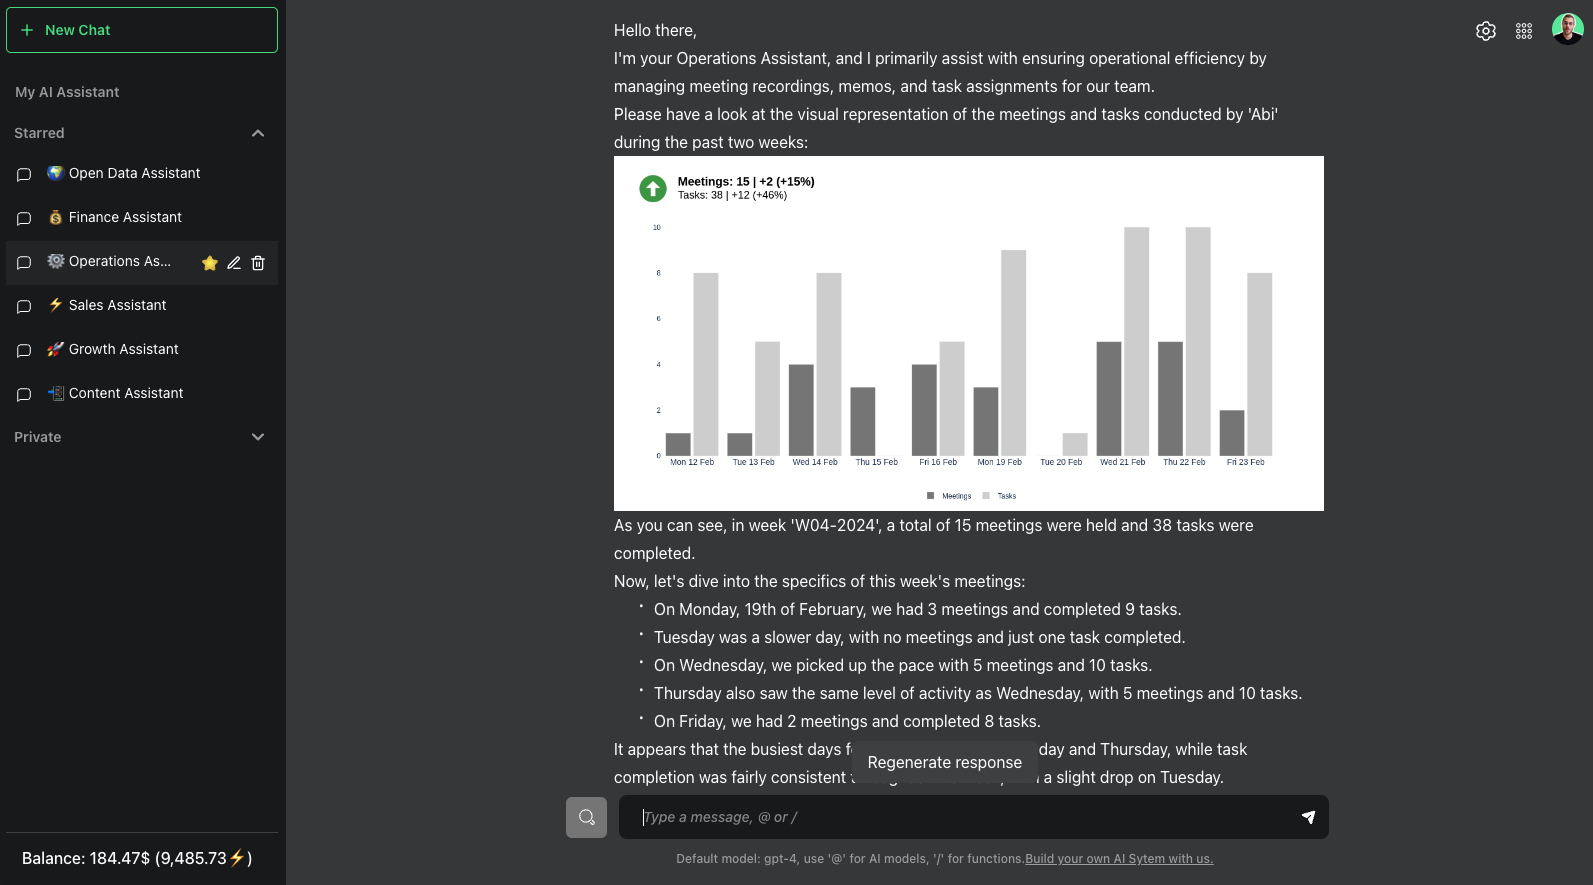 New Chat
My AI Assistant
Starred
Open Data Assistant
Finance Assistant
Operations As...
Sales Assistant
Growth Assistant
Content Assistant
Private
Balance: 184.47$ (9,485.73⚡)
Hello there,
I'm your Operations Assistant, and I primarily assist with ensuring operational efficiency by
managing meeting recordings, memos, and task assignments for our team.
Please have a look at the visual representation of the meetings and tasks conducted by 'Abi'
during the past two weeks:
Meetings: 15 | +2 (+15%)
Tasks: 38 | +12 (+46%)
10
8
6
4
2
0
Mon 12 Feb Tue 13 Feb Wed 14 Feb Thu 15 Feb Fri 16 Feb Mon 19 Feb Tue 20 Feb Wed 21 Feb Thu 22 Feb Fri 23 Feb
Meetings Tasks
As you can see, in week 'W04-2024', a total of 15 meetings were held and 38 tasks were
completed.
Now, let's dive into the specifics of this week's meetings:
• On Monday, 19th of February, we had 3 meetings and completed 9 tasks.
• Tuesday was a slower day, with no meetings and just one task completed.
• On Wednesday, we picked up the pace with 5 meetings and 10 tasks.
• Thursday also saw the same level of activity as Wednesday, with 5 meetings and 10 tasks.
• On Friday, we had 2 meetings and completed 8 tasks.
It appears that the busiest days day and Thursday, while task
Regenerate response
completion was fairly consistent a slight drop on Tuesday.
Type a message, @ or /
Default model: gpt-4, use '@' for AI models, '/' for functions.Build your own AI Sytem with us.